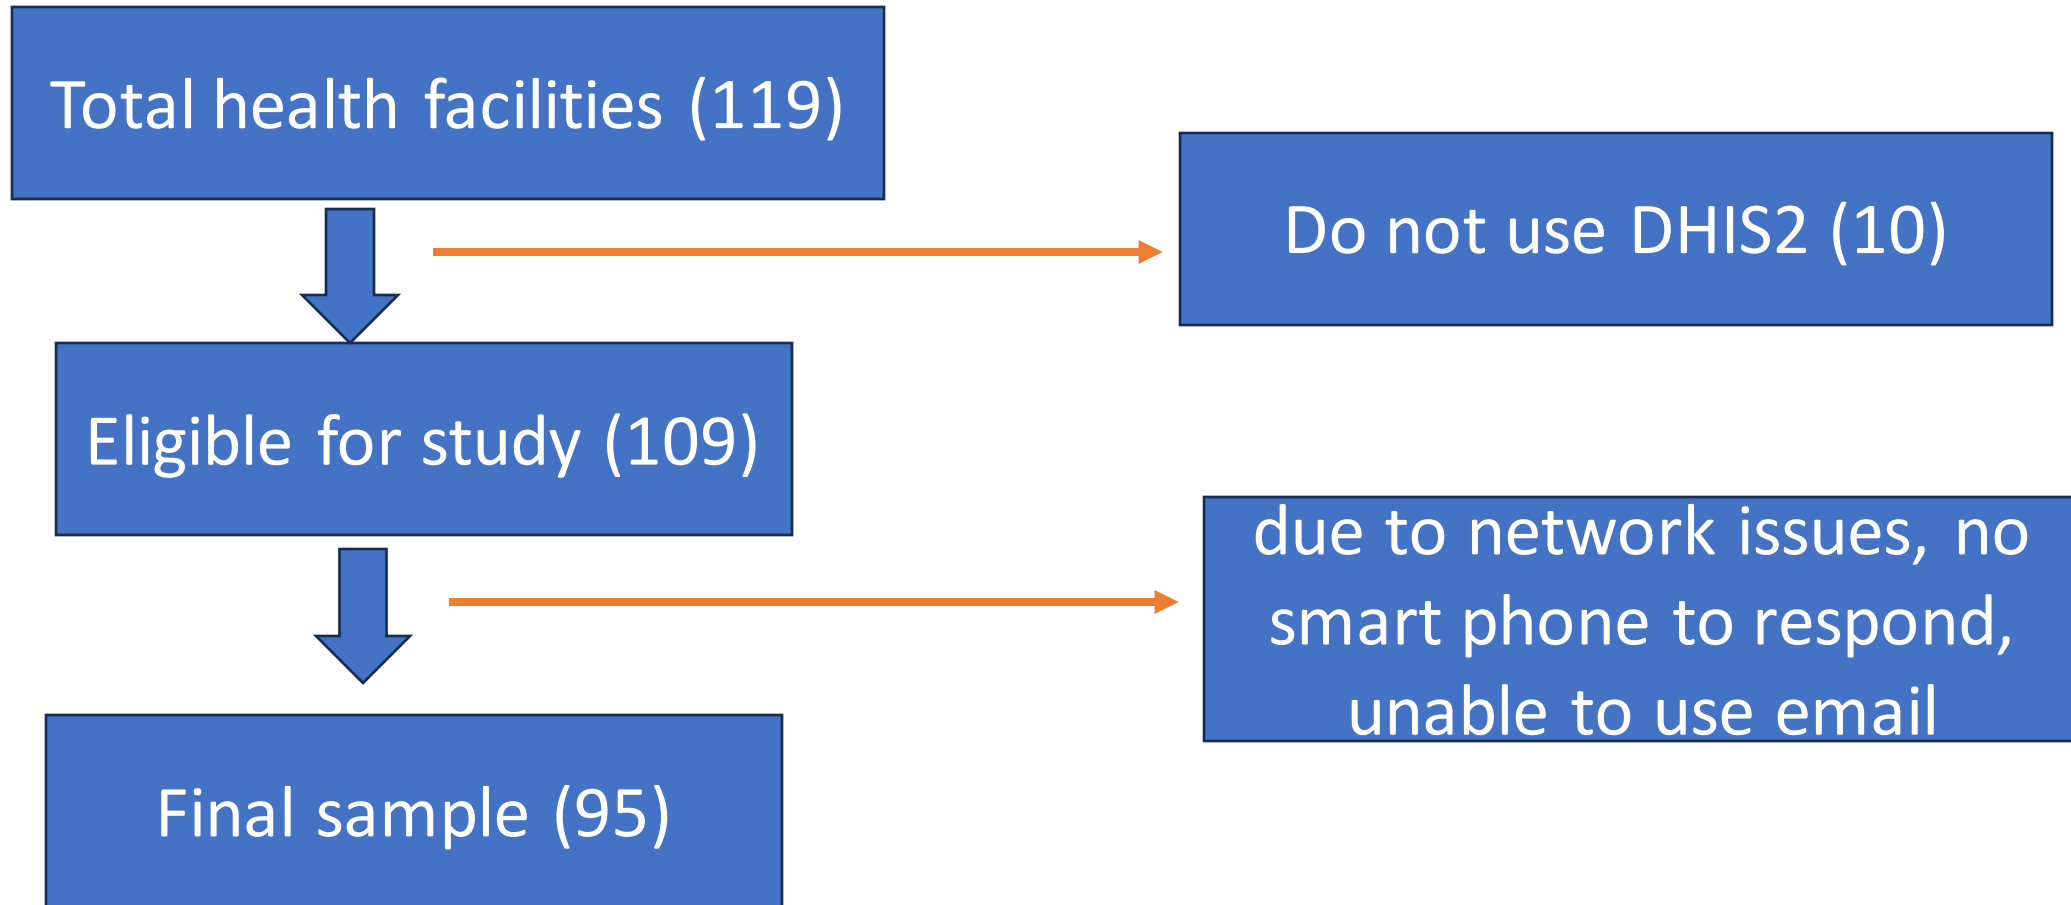 Total health facilities (119)
Do not use DHIS2 (10)
Eligible for study (109)
due to network issues, no
smart phone to respond,
unable to use email
Final sample (95)